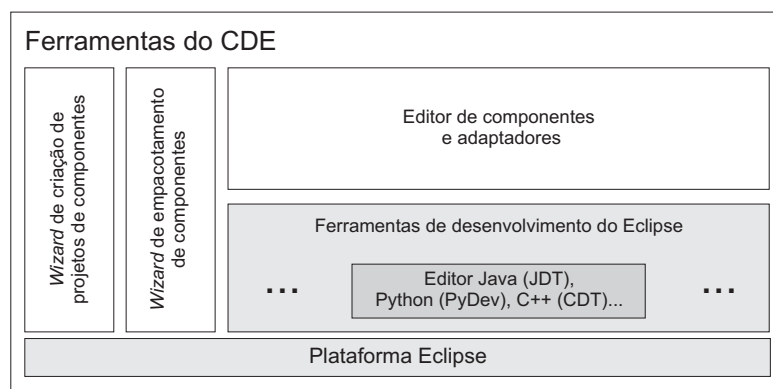 Ferramentas do CDE
Wizard de criação de
projetos de componentes
Wizard de empacotamento
de componentes
Editor de componentes
e adaptadores
Ferramentas de desenvolvimento do Eclipse
...
Editor Java (JDT),
Python (PyDev), C++ (CDT)...
...
Plataforma Eclipse